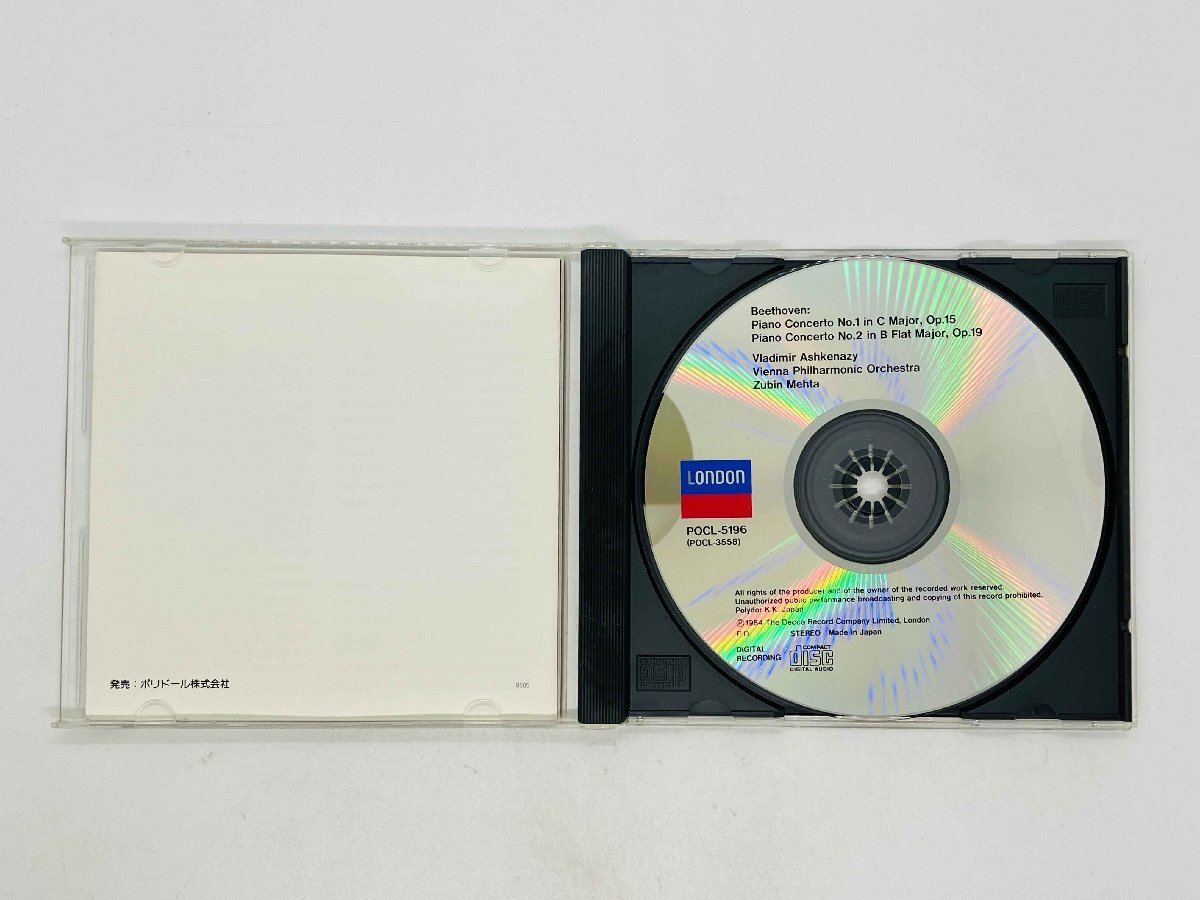 発売：ポリドール株式会社
9505
Beethoven:
Piano Concerto No.1 in C Major, Op.15
Piano Concerto No.2 in B Flat Major, Op.19
Vladimir Ashkenazy
Vienna Philharmonic Orchestra
Zubin Mehta
LONDON
POCL-5196
(POCL-3558)
All rights of the producer and of the owner of the recorded work reserved.
Unauthorized public performance broadcasting and copying of this record prohibited.
Polydor K.K. Japan
Ⓟ1984 The Decca Record Company Limited, London
STEREO Made in Japan
DIGITAL
RECORDING
COMPACT
disc
DIGITAL AUDIO